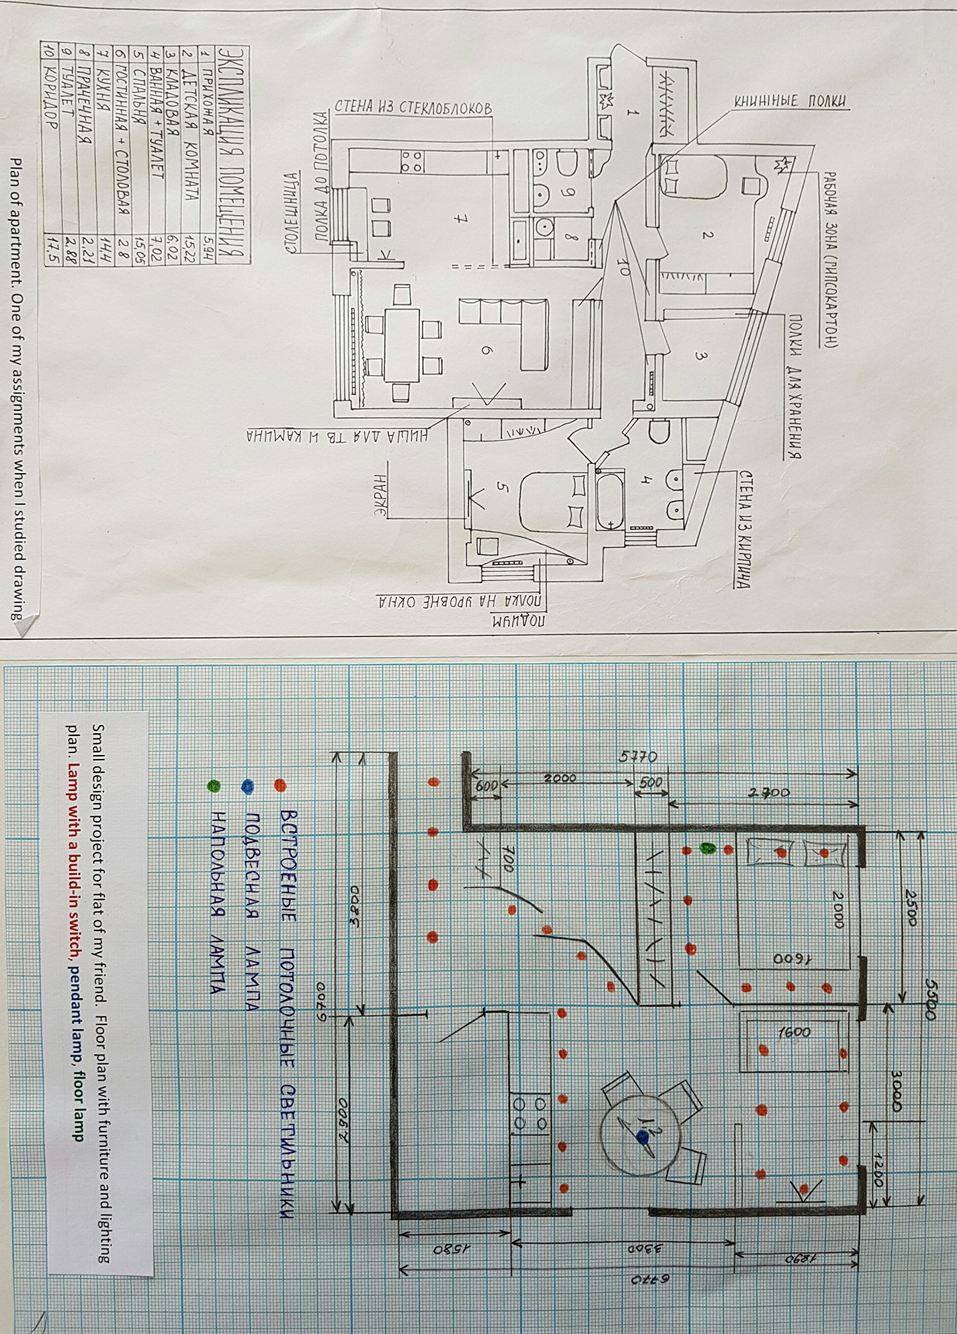 КНИННЫЕ ПОЛКИ
РАБОЧАЯ ЗОНА (ГИПСОКАРТОН)
ПОЛКИ ДЛЯ ХРАНЕНИЯ
СТЕНА ИЗ КИРПИЧА
СТЕНА ИЗ СТЕКЛОБЛОКОВ
СТОЛЕШНИЦА
ПОЛКА ДО ПОТОЛКА
НИША ДЛЯ ТВ И КАМИНА
ЭКРАН
ПОЛКА НА УРОВНЕ ОКНА
ПОДИУМ
1
2
3
4
5
6
7
8
9
10
ЭКСПЛИКАЦИЯ ПОМЕЩЕНИЯ
1 ПРИХОЖАЯ 5,94
2 ДЕТСКАЯ КОМНАТА 15,22
3 КЛАДОВАЯ 6,02
4 ВАННАЯ + ТУАЛЕТ 7,02
5 СПАЛЬНЯ 15,05
6 ГОСТИННАЯ + СТОЛОВАЯ 28
7 КУХНЯ 14,4
8 ПРАЧЕЧНАЯ 2,21
9 ТУАЛЕТ 2,88
10 КОРИДОР 17,5
Plan of apartment. One of my assignments when I studied drawing
5770
2000
600
500
2700
700
2000
1600
2500
5500
1600
3000
1200
3800
6700
4900
1580
3300
1890
6770
ВСТРОЕНЫЕ ПОТОЛОЧНЫЕ СВЕТИЛЬНИКИ
ПОДВЕСНАЯ ЛАМПА
НАПОЛЬНАЯ ЛАМПА
Small design project for flat of my friend. Floor plan with furniture and lighting
plan. Lamp with a build-in switch, pendant lamp, floor lamp